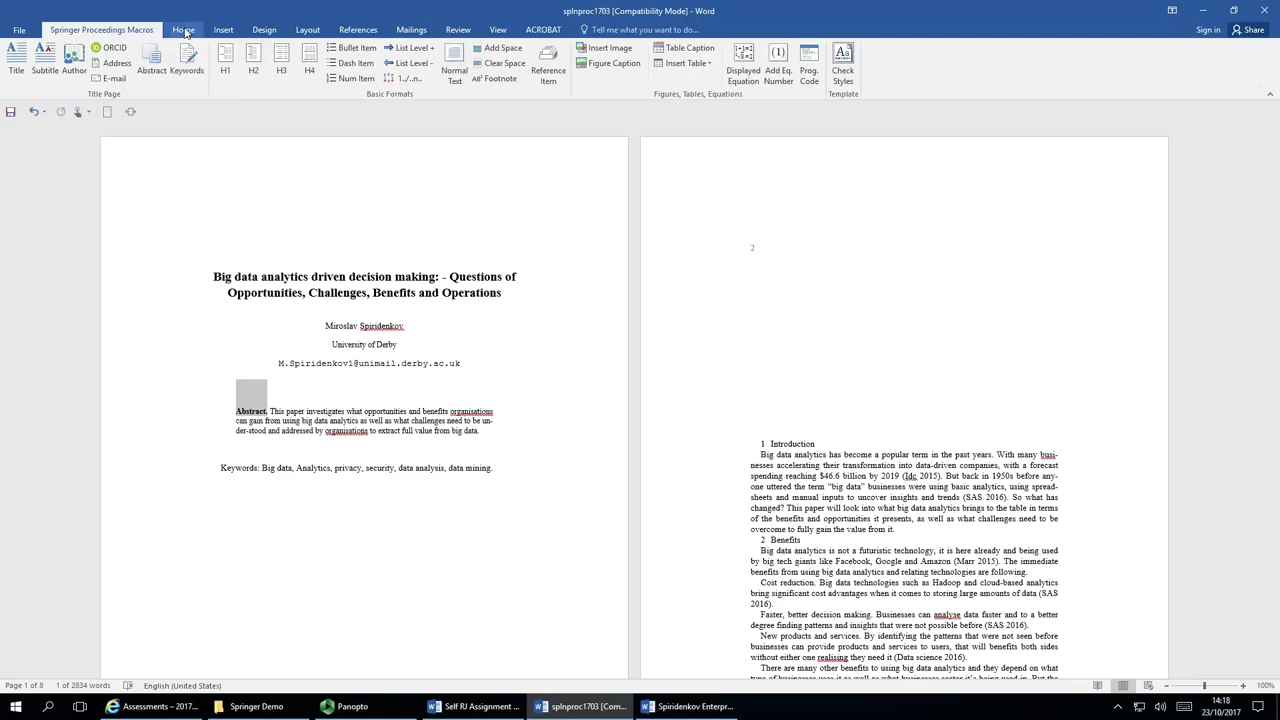 splnproc1703 [Compatibility Mode] - Word
File Springer Proceedings Macros Home Insert Design Layout References Mailings Review View ACROBAT Tell me what you want to do... Sign in Share
Title Subtitle Author ORCID Address E-mail Abstract Keywords H1 H2 H3 H4 Bullet Item Dash Item Num Item List Level + List Level - 1../..n.. Normal Text Add Space Clear Space Footnote Reference Item Insert Image Figure Caption Table Caption Insert Table Displayed Equation Add Eq. Number Prog. Code Check Styles
Title Page Basic Formats Figures, Tables, Equations Template
Big data analytics driven decision making: - Questions of
Opportunities, Challenges, Benefits and Operations
Miroslav Spiridenkov
University of Derby
M.Spiridenkov1@unimail.derby.ac.uk
Abstract. This paper investigates what opportunities and benefits organisations
can gain from using big data analytics as well as what challenges need to be un-
der-stood and addressed by organisations to extract full value from big data.
Keywords: Big data, Analytics, privacy, security, data analysis, data mining.
2
1 Introduction
Big data analytics has become a popular term in the past years. With many busi-
nesses accelerating their transformation into data-driven companies, with a forecast
spending reaching $46.6 billion by 2019 (Idc 2015). But back in 1950s before any-
one uttered the term “big data” businesses were using basic analytics, using spread-
sheets and manual inputs to uncover insights and trends (SAS 2016). So what has
changed? This paper will look into what big data analytics brings to the table in terms
of the benefits and opportunities it presents, as well as what challenges need to be
overcome to fully gain the value from it.
2 Benefits
Big data analytics is not a futuristic technology, it is here already and being used
by big tech giants like Facebook, Google and Amazon (Marr 2015). The immediate
benefits from using big data analytics and relating technologies are following.
Cost reduction. Big data technologies such as Hadoop and cloud-based analytics
bring significant cost advantages when it comes to storing large amounts of data (SAS
2016).
Faster, better decision making. Businesses can analyse data faster and to a better
degree finding patterns and insights that were not possible before (SAS 2016).
New products and services. By identifying the patterns that were not seen before
businesses can provide products and services to users, that will benefits both sides
without either one realising they need it (Data science 2016).
There are many other benefits to using big data analytics and they depend on what
type of businesses uses it as well as what businesses sector it's being used in. But the
Page 1 of 8 1 of 2834 words English (United States) 100%
Assessments – 2017... Springer Demo Panopto Self RJ Assignment ... splnproc1703 [Com... Spiridenkov Enterpr... 14:18
23/10/2017